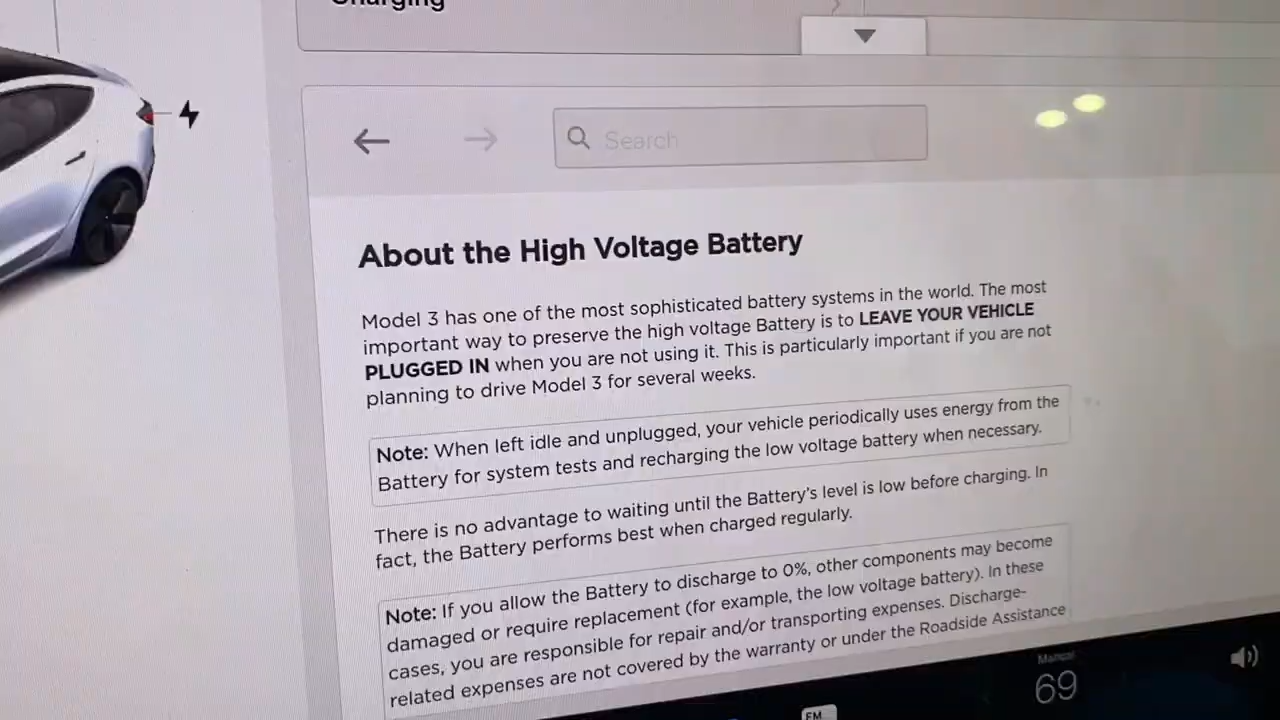 Charging
Search
About the High Voltage Battery
Model 3 has one of the most sophisticated battery systems in the world. The most
important way to preserve the high voltage Battery is to LEAVE YOUR VEHICLE
PLUGGED IN when you are not using it. This is particularly important if you are not
planning to drive Model 3 for several weeks.
Note: When left idle and unplugged, your vehicle periodically uses energy from the
Battery for system tests and recharging the low voltage battery when necessary.
There is no advantage to waiting until the Battery's level is low before charging. In
fact, the Battery performs best when charged regularly.
Note: If you allow the Battery to discharge to 0%, other components may become
damaged or require replacement (for example, the low voltage battery). In these
cases, you are responsible for repair and/or transporting expenses. Discharge-
related expenses are not covered by the warranty or under the Roadside Assistance
Manual
69
FM